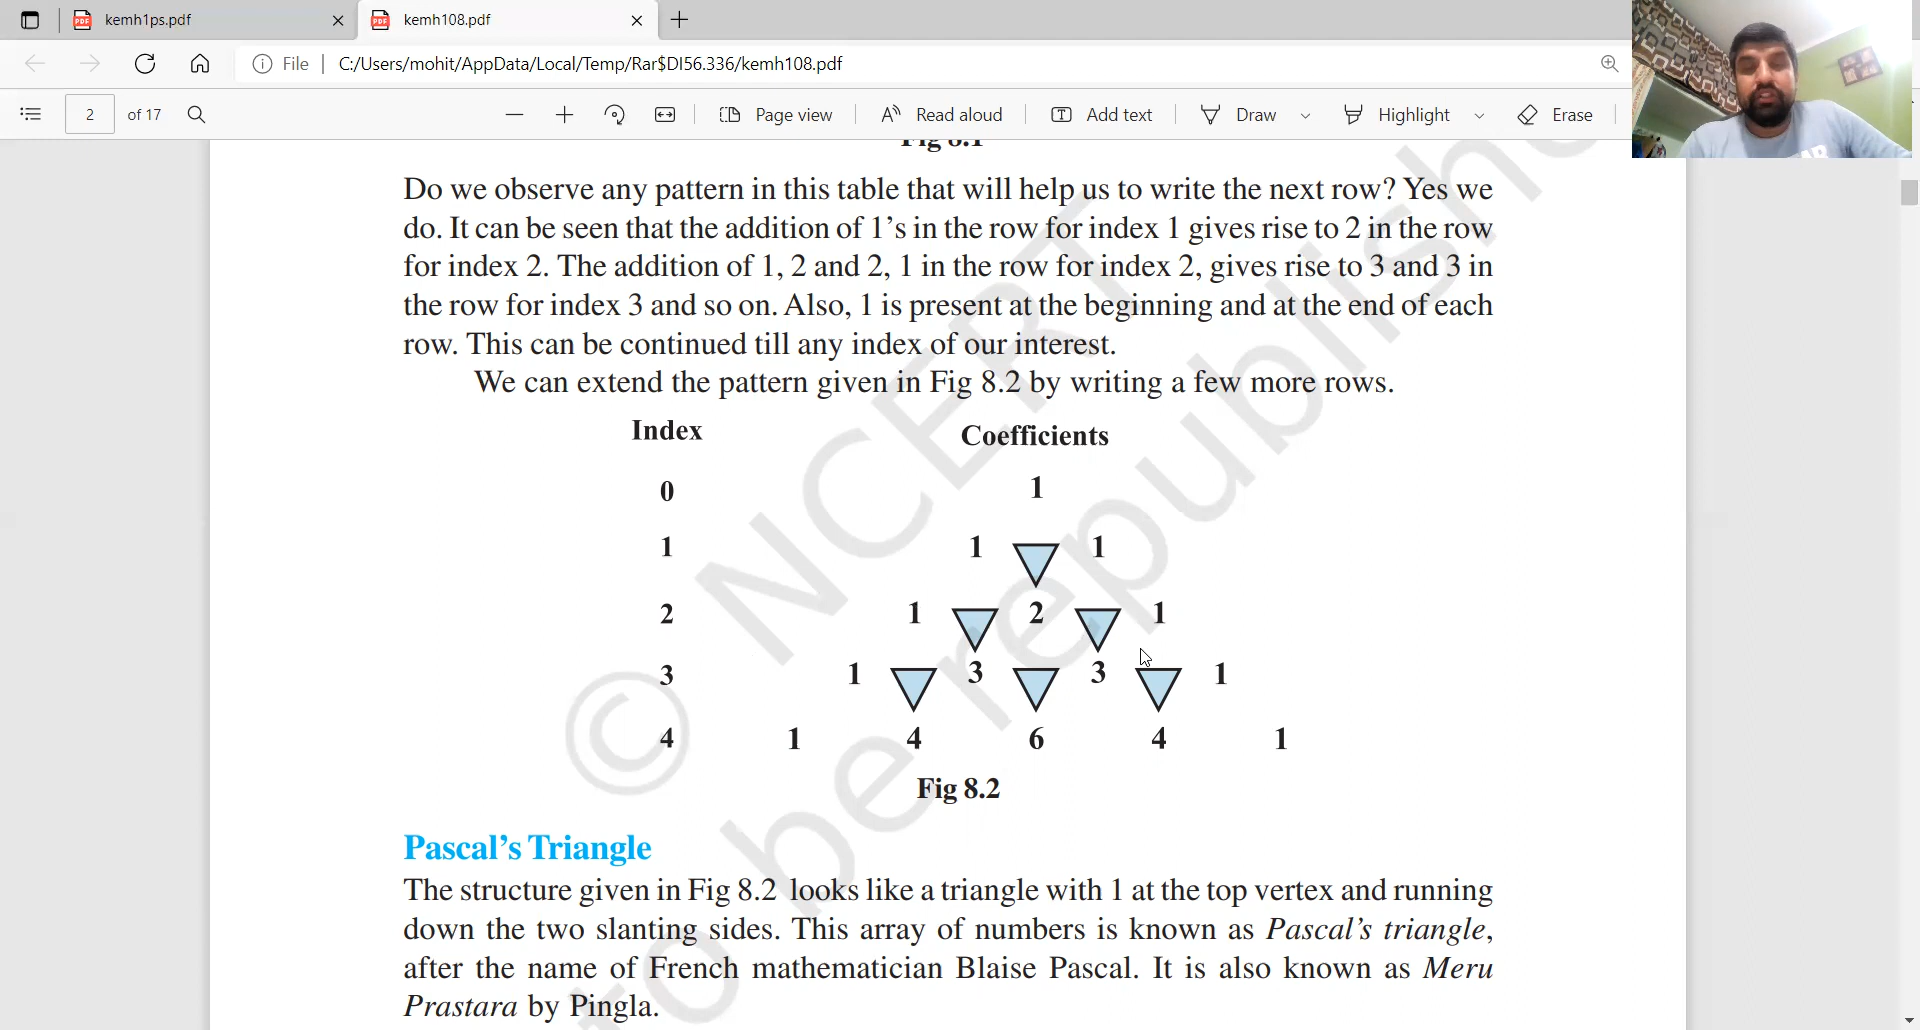 kemh1ps.pdf
kemh108.pdf
File
C:/Users/mohit/AppData/Local/Temp/Rar$DI56.336/kemh108.pdf
2 of 17
Page view
Read aloud
Add text
Draw
Highlight
Erase
Fig 8.1
Do we observe any pattern in this table that will help us to write the next row? Yes we
do. It can be seen that the addition of 1’s in the row for index 1 gives rise to 2 in the row
for index 2. The addition of 1, 2 and 2, 1 in the row for index 2, gives rise to 3 and 3 in
the row for index 3 and so on. Also, 1 is present at the beginning and at the end of each
row. This can be continued till any index of our interest.
We can extend the pattern given in Fig 8.2 by writing a few more rows.
Index Coefficients
0 1
1 1 1
2 1 2 1
3 1 3 3 1
4 1 4 6 4 1
Fig 8.2
Pascal’s Triangle
The structure given in Fig 8.2 looks like a triangle with 1 at the top vertex and running
down the two slanting sides. This array of numbers is known as Pascal’s triangle,
after the name of French mathematician Blaise Pascal. It is also known as Meru
Prastara by Pingla.
© NCERT
to be republishe